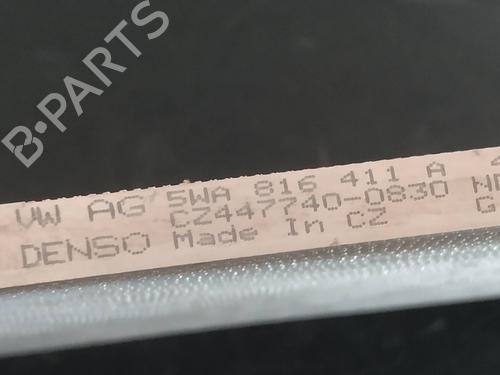 B-PARTS
VW AG 5WA 816 411 A
CZ447740-0830
DENSO Made In CZ